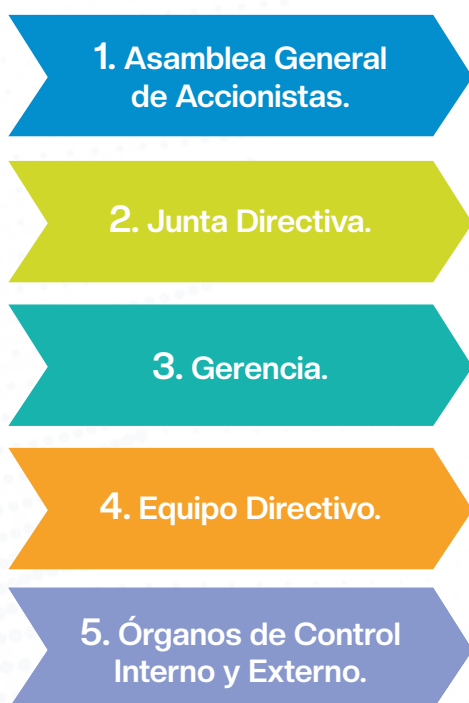 1. Asamblea General
de Accionistas.
2. Junta Directiva.
3. Gerencia.
4. Equipo Directivo.
5. Órganos de Control
Interno y Externo.